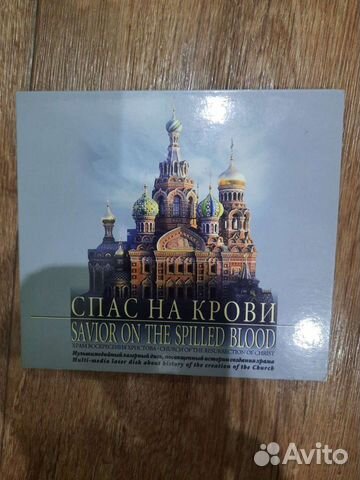 СПАС НА КРОВИ
SAVIOR ON THE SPILLED BLOOD
ХРАМ ВОСКРЕСЕНИЯ ХРИСТОВА • CHURCH OF THE RESURRECTION OF CHRIST
Мультимедийный лазерный диск, посвященный истории создания храма
Multi-media laser disk about history of the creation of the Church
Avito